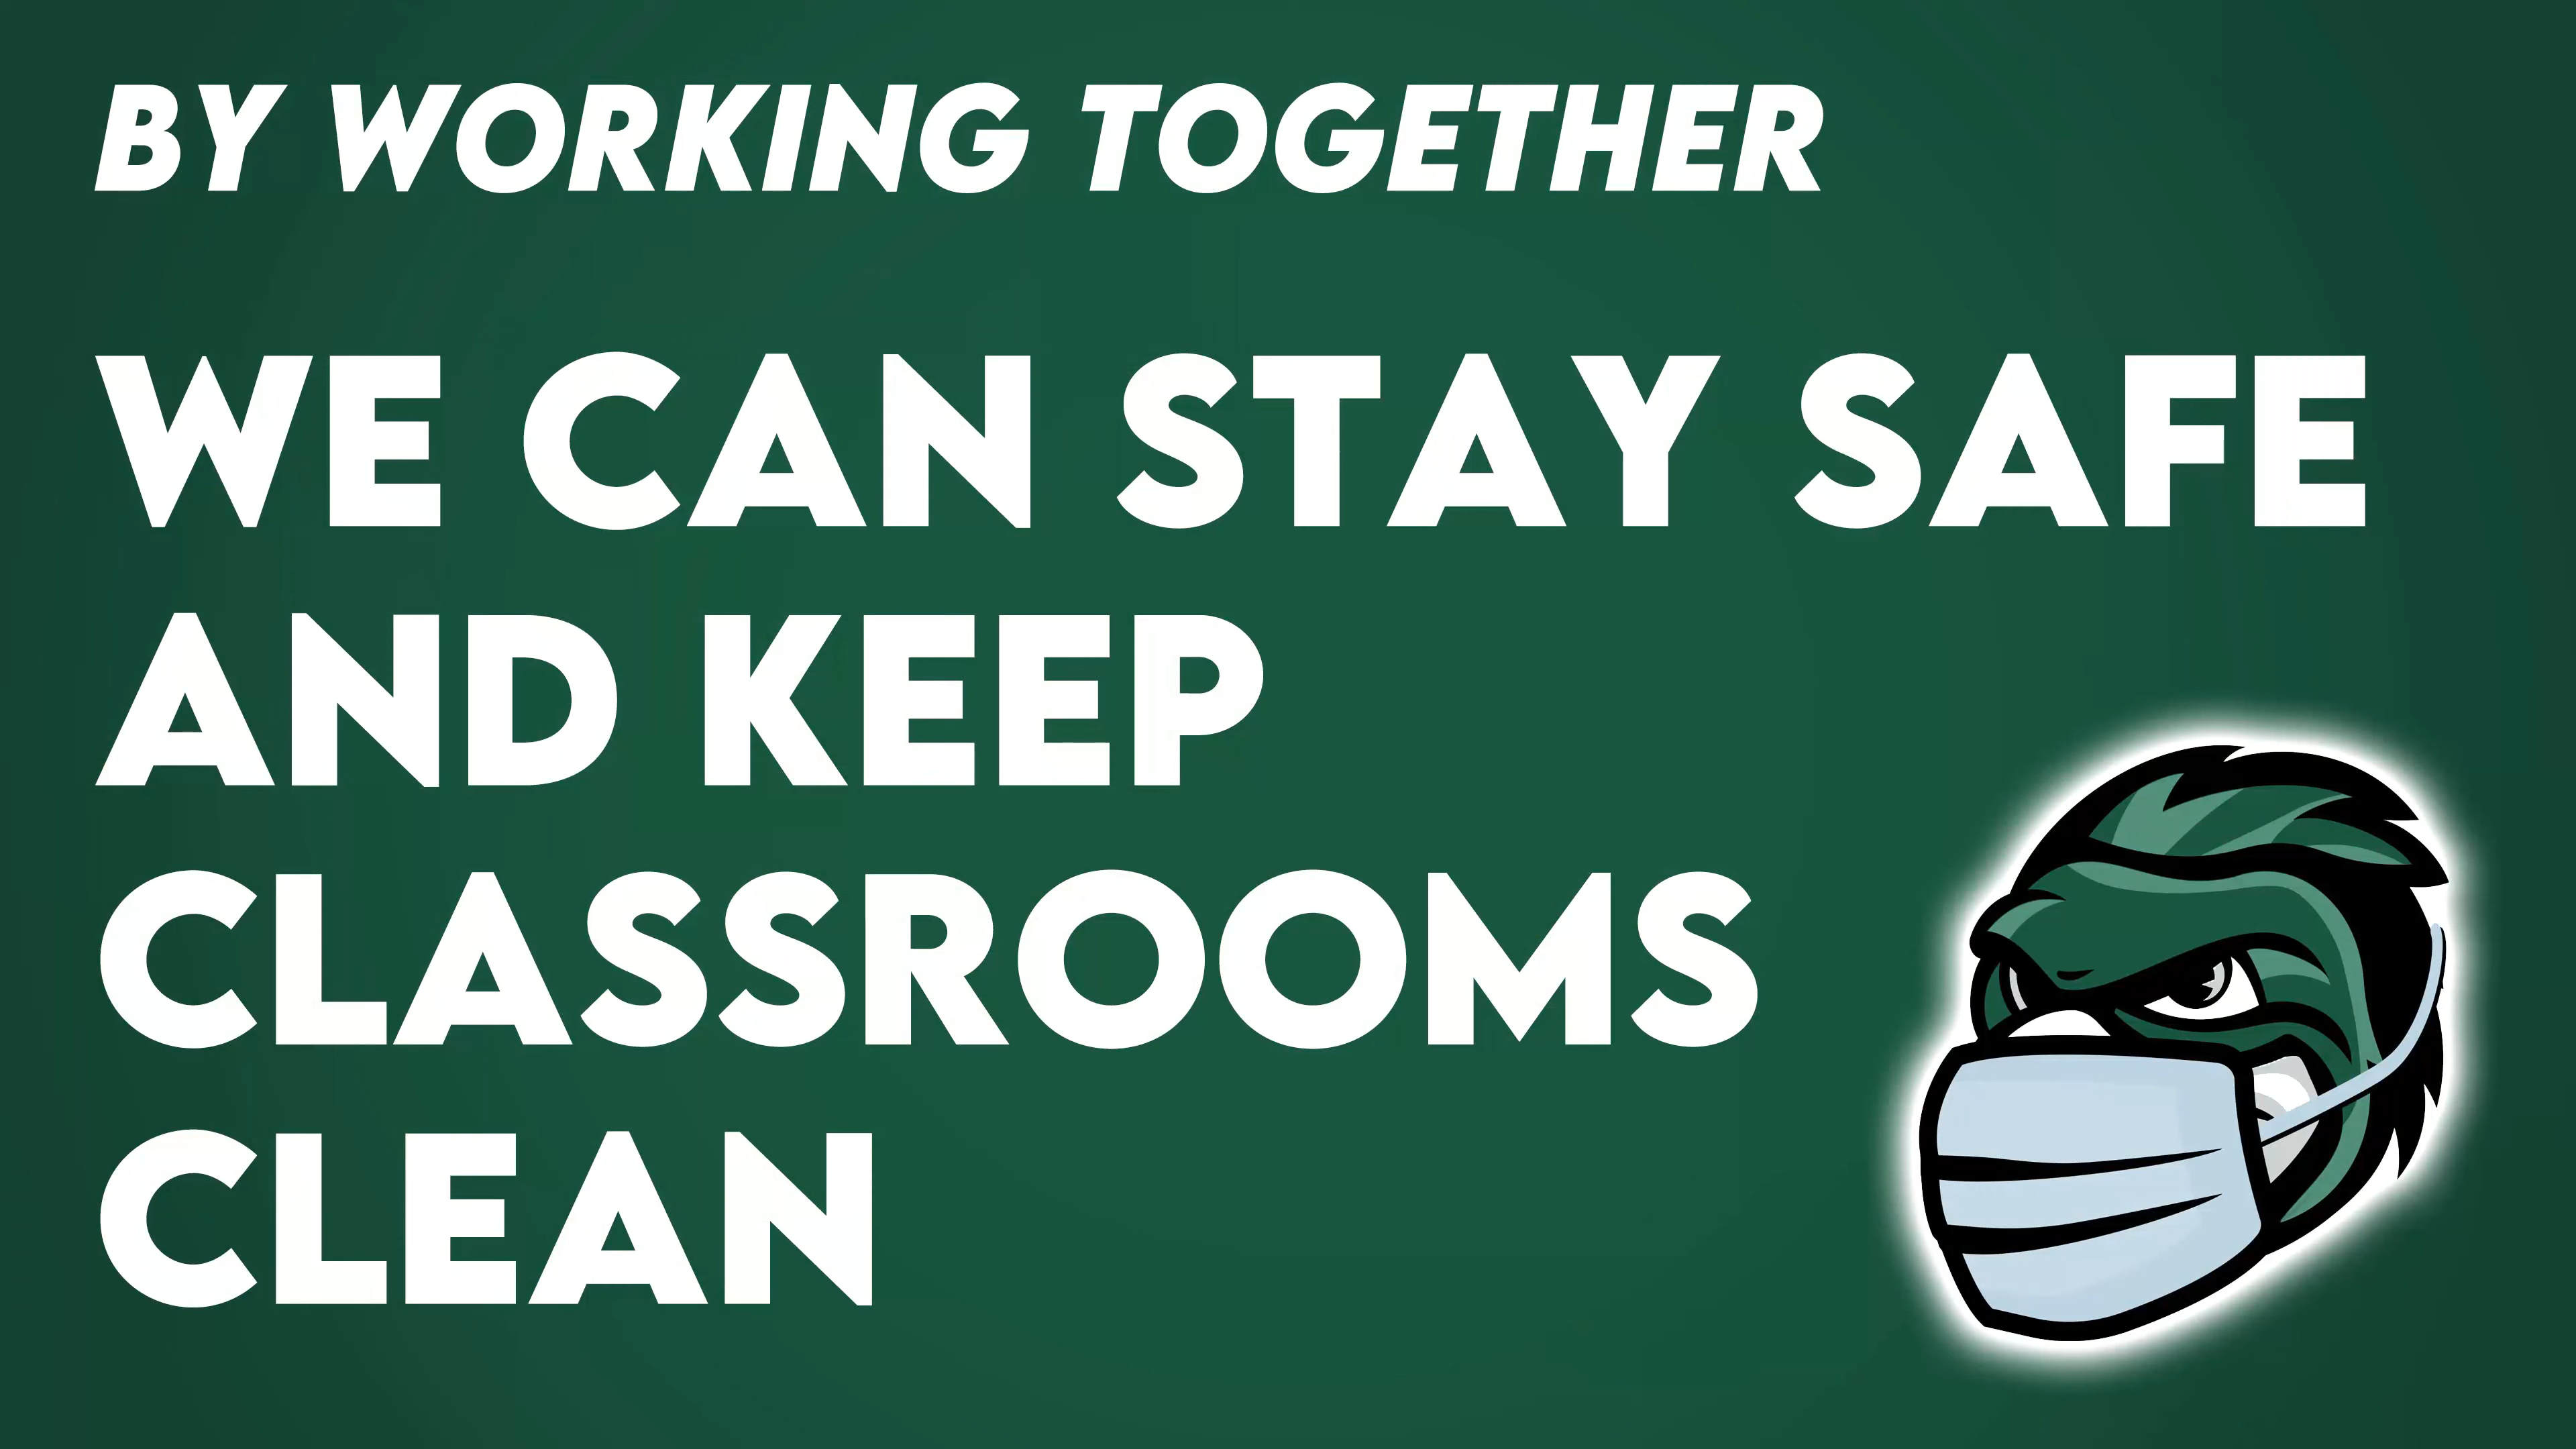 BY WORKING TOGETHER
WE CAN STAY SAFE
AND KEEP
CLASSROOMS
CLEAN